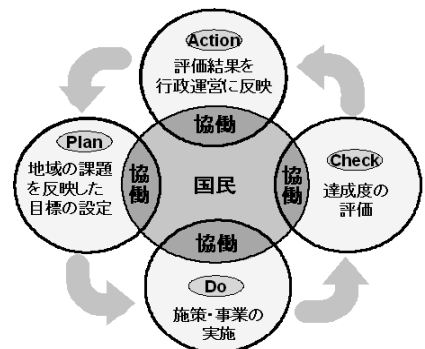 Action
評価結果を
行政運営に反映
協働
Plan
地域の課題
を反映した
目標の設定
協働
国民
協働
Check
達成度の
評価
協働
Do
施策・事業の
実施